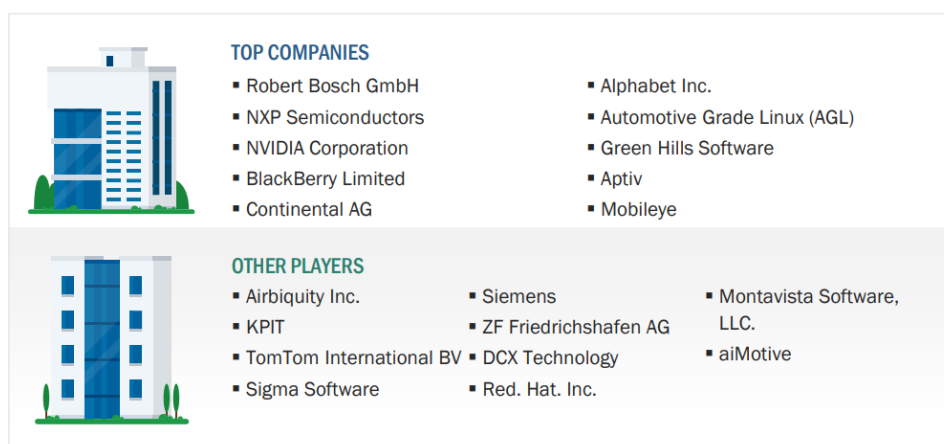 TOP COMPANIES
▪ Robert Bosch GmbH
▪ NXP Semiconductors
▪ NVIDIA Corporation
▪ BlackBerry Limited
▪ Continental AG
▪ Alphabet Inc.
▪ Automotive Grade Linux (AGL)
▪ Green Hills Software
▪ Aptiv
▪ Mobileye
OTHER PLAYERS
▪ Airbiquity Inc.
▪ KPIT
▪ TomTom International BV
▪ Sigma Software
▪ Siemens
▪ ZF Friedrichshafen AG
▪ DCX Technology
▪ Red. Hat. Inc.
▪ Montavista Software,
LLC.
▪ aiMotive